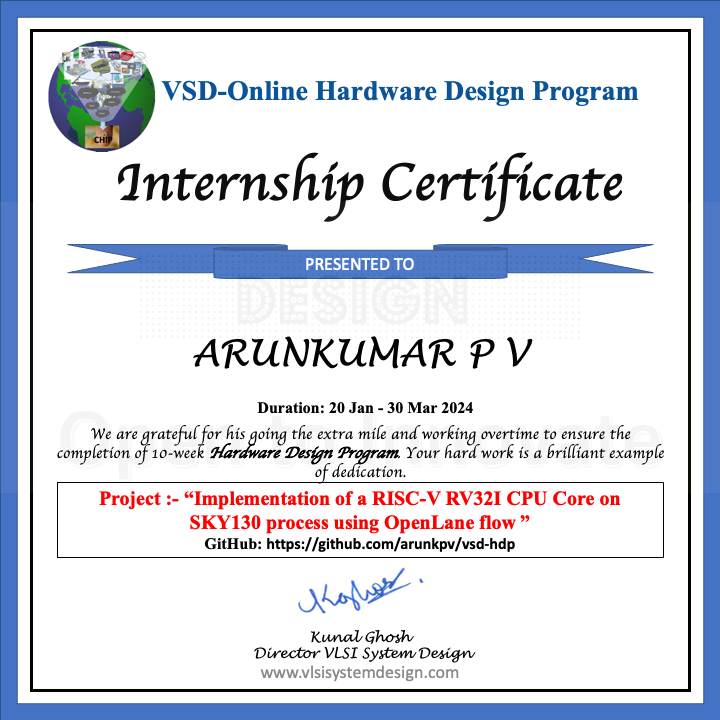 CHIP
VSD-Online Hardware Design Program
Internship Certificate
PRESENTED TO
DESIGN
ARUNKUMAR P V
Duration: 20 Jan - 30 Mar 2024
We are grateful for his going the extra mile and working overtime to ensure the
completion of 10-week Hardware Design Program. Your hard work is a brilliant example
of dedication.
Project :- “Implementation of a RISC-V RV32I CPU Core on
SKY130 process using OpenLane flow ”
GitHub: https://github.com/arunkpv/vsd-hdp
Kunal Ghosh
Director VLSI System Design
www.vlsisystemdesign.com